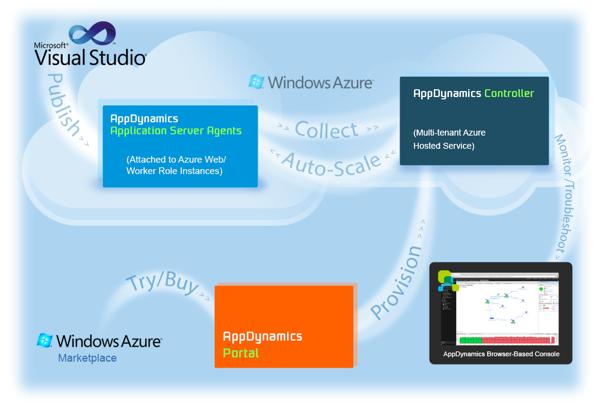 Microsoft®
Visual Studio
Publish >>
Windows Azure
AppDynamics
Application Server Agents
(Attached to Azure Web/
Worker Role Instances)
>> Collect >>
<< Auto-Scale <<
AppDynamics Controller
(Multi-tenant Azure
Hosted Service)
Monitor/Troubleshoot >>
Try/Buy >>
Provision >>>
Windows Azure
Marketplace
AppDynamics
Portal
AppDynamics Browser-Based Console